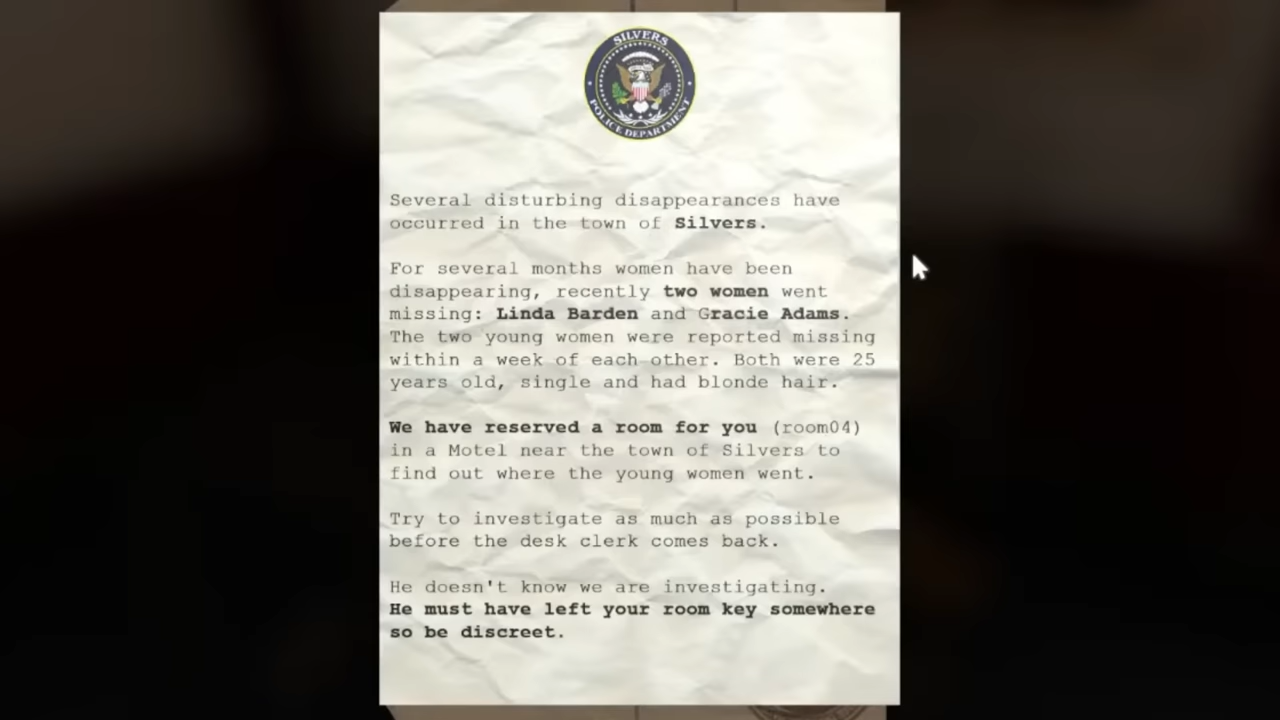 SILVERS
POLICE DEPARTMENT
Several disturbing disappearances have
occurred in the town of Silvers.
For several months women have been
disappearing, recently two women went
missing: Linda Barden and Gracie Adams.
The two young women were reported missing
within a week of each other. Both were 25
years old, single and had blonde hair.
We have reserved a room for you (room04)
in a Motel near the town of Silvers to
find out where the young women went.
Try to investigate as much as possible
before the desk clerk comes back.
He doesn't know we are investigating.
He must have left your room key somewhere
so be discreet.